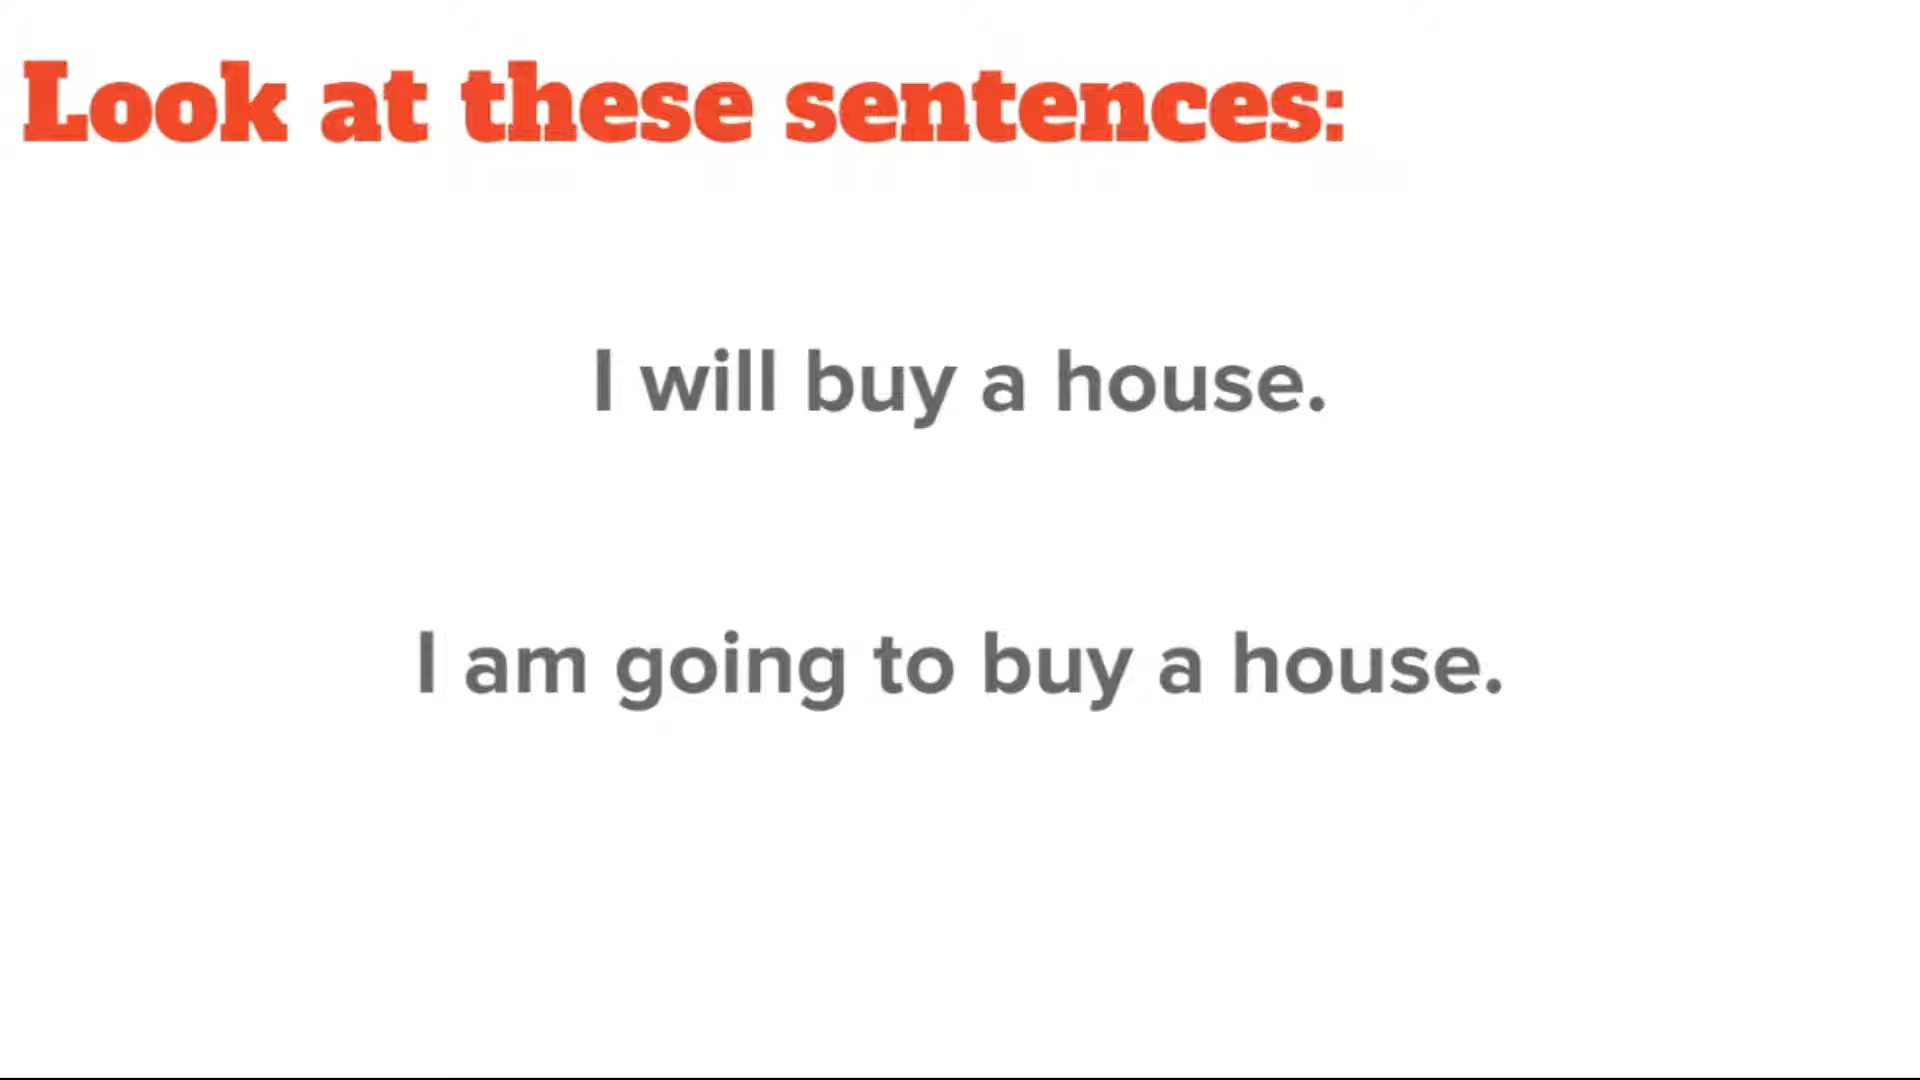 Look at these sentences:
I will buy a house.
I am going to buy a house.